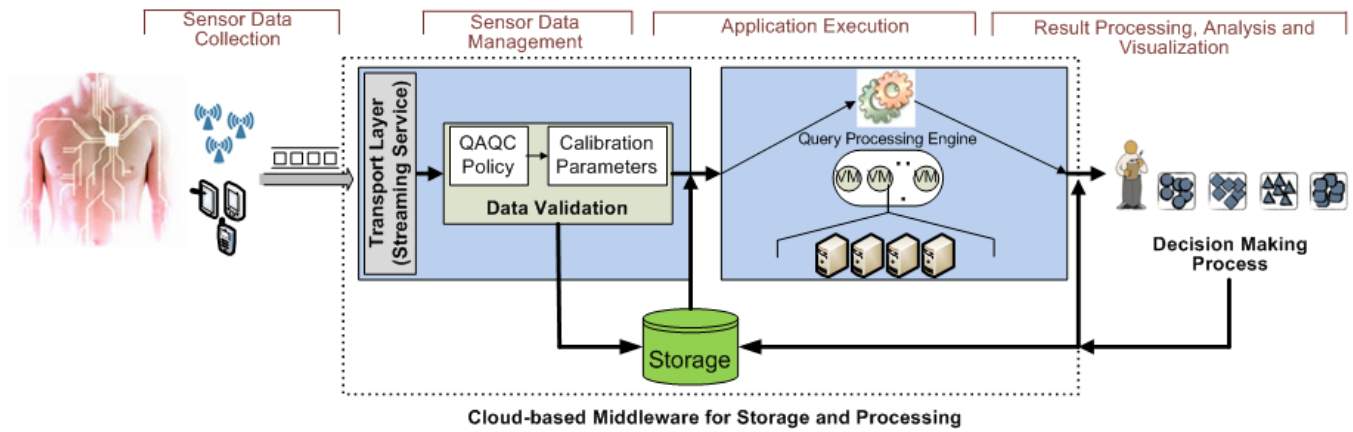 Sensor Data
Collection
Sensor Data
Management
Application Execution
Result Processing, Analysis and
Visualization
Transport Layer
(Streaming Service)
QAQC
Policy
Calibration
Parameters
Data Validation
Query Processing Engine
VM
VM
VM
Storage
Decision Making
Process
Cloud-based Middleware for Storage and Processing